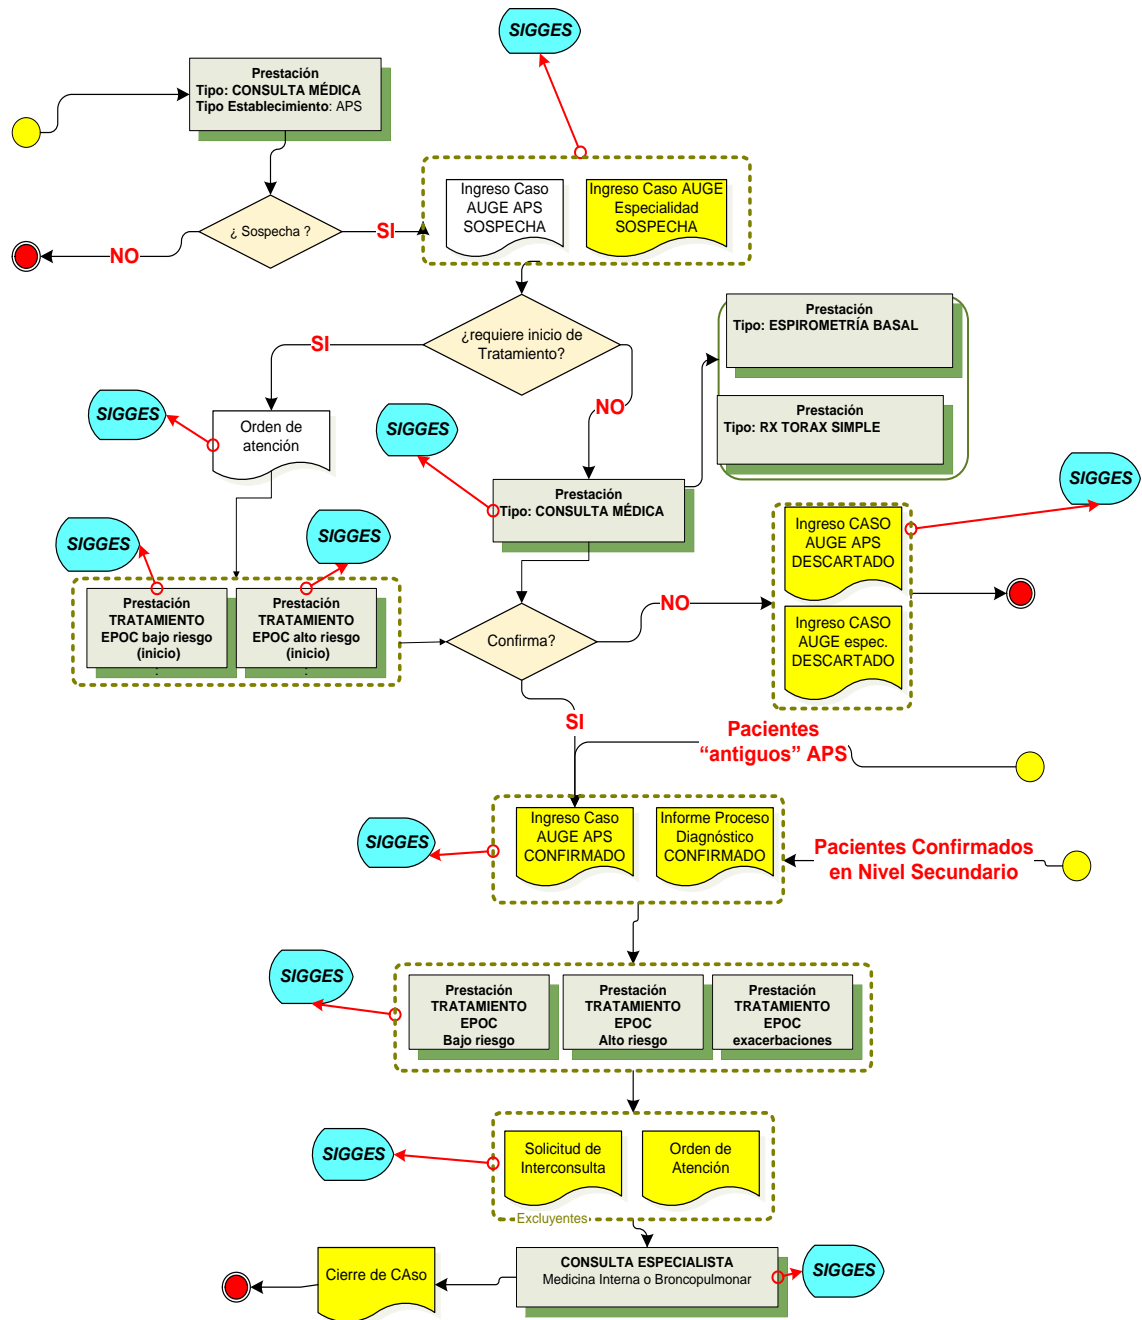 SIGGES
Prestación
Tipo: CONSULTA MÉDICA
Tipo Establecimiento: APS
¿ Sospecha ?
SI
NO
Ingreso Caso
AUGE APS
SOSPECHA
Ingreso Caso AUGE
Especialidad
SOSPECHA
¿requiere inicio de
Tratamiento?
SI
NO
Prestación
Tipo: ESPIROMETRÍA BASAL
Prestación
Tipo: RX TORAX SIMPLE
SIGGES
Orden de
atención
SIGGES
Prestación
Tipo: CONSULTA MÉDICA
SIGGES
Ingreso CASO
AUGE APS
DESCARTADO
Ingreso CASO
AUGE espec.
DESCARTADO
SIGGES
SIGGES
Prestación
TRATAMIENTO
EPOC bajo riesgo
(inicio)
.
Prestación
TRATAMIENTO
EPOC alto riesgo
(inicio)
.
Confirma?
NO
SI
Pacientes
“antiguos” APS
SIGGES
Ingreso Caso
AUGE APS
CONFIRMADO
Informe Proceso
Diagnóstico
CONFIRMADO
Pacientes Confirmados
en Nivel Secundario
SIGGES
Prestación
TRATAMIENTO
EPOC
Bajo riesgo
Prestación
TRATAMIENTO
EPOC
Alto riesgo
Prestación
TRATAMIENTO
EPOC
exacerbaciones
SIGGES
Solicitud de
Interconsulta
Orden de
Atención
Excluyentes
CONSULTA ESPECIALISTA
Medicina Interna o Broncopulmonar
SIGGES
Cierre de CAso